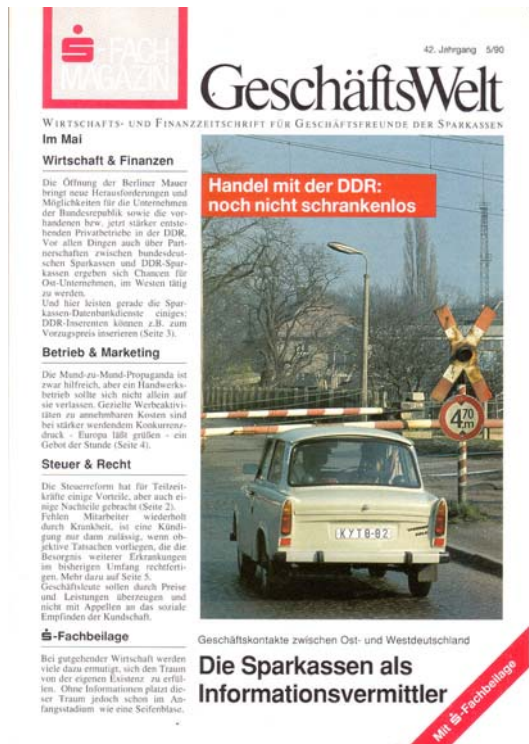 S-FACH
MAGAZIN
42. Jahrgang 5/90
GeschäftsWelt
WIRTSCHAFTS- UND FINANZZEITSCHRIFT FÜR GESCHÄFTSFREUNDE DER SPARKASSEN
Im Mai
Wirtschaft & Finanzen
Die Öffnung der Berliner Mauer
bringt neue Herausforderungen und
Möglichkeiten für die Unternehmen
der Bundesrepublik sowie die vor-
handenen bzw. jetzt stärker entste-
henden Privatbetriebe in der DDR.
Vor allen Dingen auch über Part-
nerschaften zwischen bundesdeut-
schen Sparkassen und DDR-Spar-
kassen ergeben sich Chancen für
Ost-Unternehmen, im Westen tätig
zu werden.
Und hier leisten gerade die Spar-
kassen-Datenbankdienste einiges:
DDR-Inserenten können z.B. zum
Vorzugspreis inserieren (Seite 3).
Betrieb & Marketing
Die Mund-zu-Mund-Propaganda ist
zwar hilfreich, aber ein Handwerks-
betrieb sollte sich nicht allein auf
sie verlassen. Gezielte Werbeaktivi-
täten zu annehmbaren Kosten sind
bei stärker werdendem Konkurrenz-
druck - Europa läßt grüßen - ein
Gebot der Stunde (Seite 4).
Steuer & Recht
Die Steuerreform hat für Teilzeit-
kräfte einige Vorteile, aber auch ei-
nige Nachteile gebracht (Seite 2).
Fehlen Mitarbeiter wiederholt
durch Krankheit, ist eine Kündi-
gung nur dann zulässig, wenn ob-
jektive Tatsachen vorliegen, die die
Besorgnis weiterer Erkrankungen
im bisherigen Umfang rechtferti-
gen. Mehr dazu auf Seite 5.
Geschäftsleute sollen durch Preise
und Leistungen überzeugen und
nicht mit Appellen an das soziale
Empfinden der Kundschaft.
S-Fachbeilage
Bei gutgehender Wirtschaft werden
viele dazu ermutigt, sich den Traum
von der eigenen Existenz zu erfül-
len. Ohne Informationen platzt die-
ser Traum jedoch schon im An-
fangsstadium wie eine Seifenblase.
Handel mit der DDR:
noch nicht schrankenlos
4,70
m
KYT8-82
Geschäftskontakte zwischen Ost- und Westdeutschland
Die Sparkassen als
Informationsvermittler
Mit S-Fachbeilage